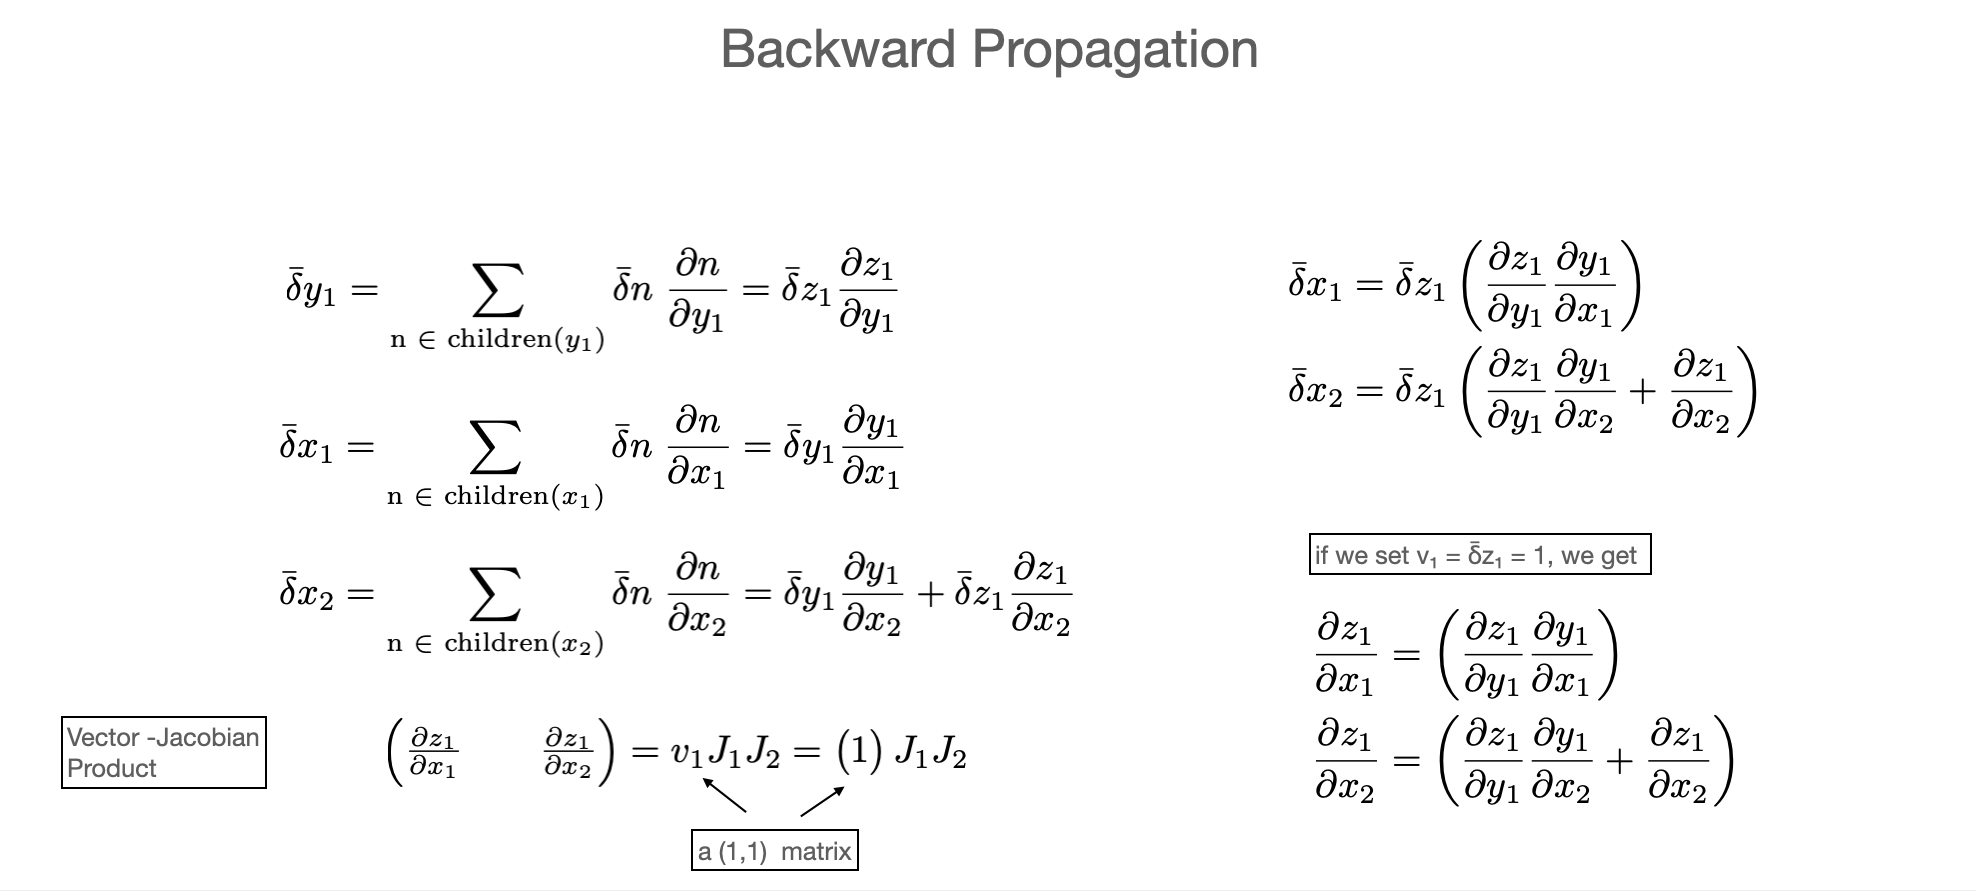 Backward Propagation
$\bar{\delta}y_1 = \sum_{\text{n} \in \text{children}(y_1)} \bar{\delta}n \frac{\partial n}{\partial y_1} = \bar{\delta}z_1 \frac{\partial z_1}{\partial y_1}$
$\bar{\delta}x_1 = \sum_{\text{n} \in \text{children}(x_1)} \bar{\delta}n \frac{\partial n}{\partial x_1} = \bar{\delta}y_1 \frac{\partial y_1}{\partial x_1}$
$\bar{\delta}x_2 = \sum_{\text{n} \in \text{children}(x_2)} \bar{\delta}n \frac{\partial n}{\partial x_2} = \bar{\delta}y_1 \frac{\partial y_1}{\partial x_2} + \bar{\delta}z_1 \frac{\partial z_1}{\partial x_2}$
Vector -Jacobian
Product
$\left( \frac{\partial z_1}{\partial x_1} \quad \frac{\partial z_1}{\partial x_2} \right) = v_1 J_1 J_2 = (1) J_1 J_2$
a (1,1) matrix
$\bar{\delta}x_1 = \bar{\delta}z_1 \left( \frac{\partial z_1}{\partial y_1} \frac{\partial y_1}{\partial x_1} \right)$
$\bar{\delta}x_2 = \bar{\delta}z_1 \left( \frac{\partial z_1}{\partial y_1} \frac{\partial y_1}{\partial x_2} + \frac{\partial z_1}{\partial x_2} \right)$
if we set v₁ = δ̄z₁ = 1, we get
$\frac{\partial z_1}{\partial x_1} = \left( \frac{\partial z_1}{\partial y_1} \frac{\partial y_1}{\partial x_1} \right)$
$\frac{\partial z_1}{\partial x_2} = \left( \frac{\partial z_1}{\partial y_1} \frac{\partial y_1}{\partial x_2} + \frac{\partial z_1}{\partial x_2} \right)$